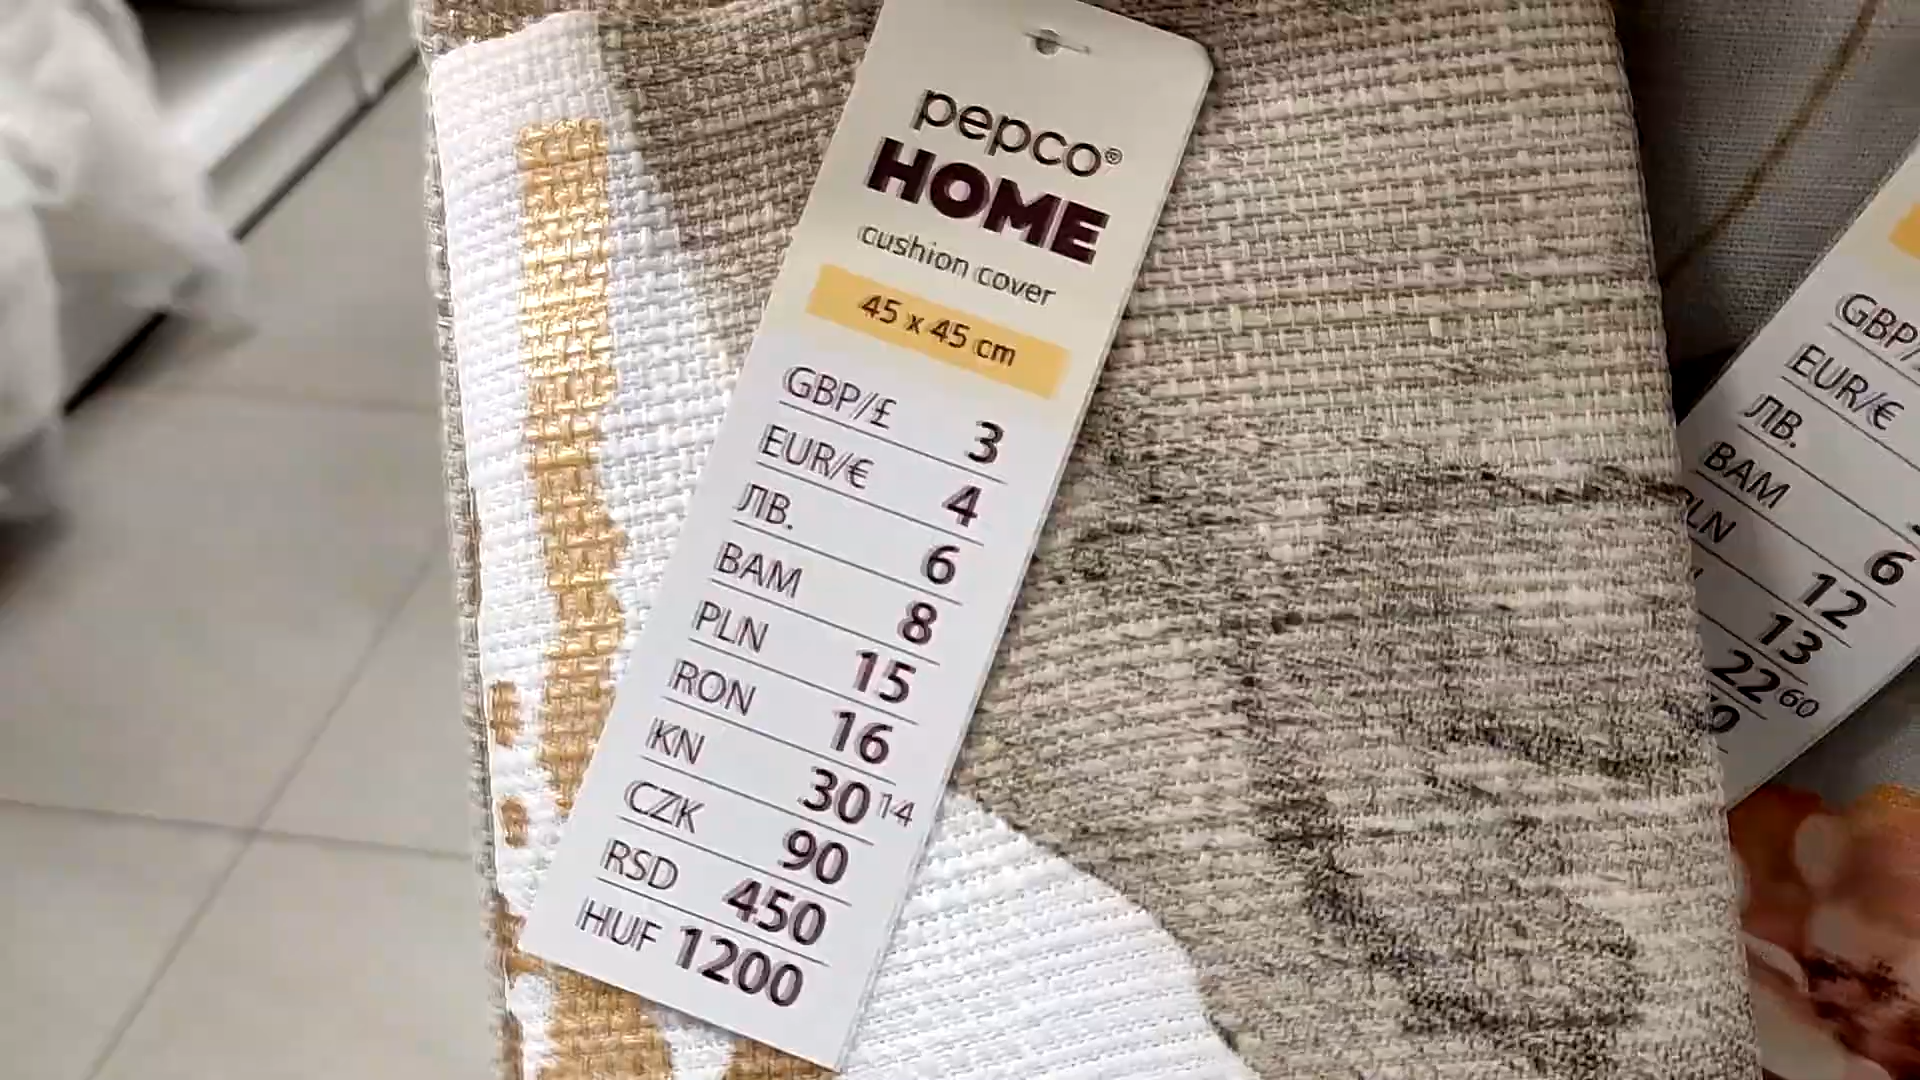 pepco®
HOME
cushion cover
45 x 45 cm
GBP/£ 3
EUR/€ 4
ЛВ. 6
BAM 8
PLN 15
RON 16
KN 30 14
CZK 90
RSD 450
HUF 1200
GBP/
EUR/€
ЛВ.
BAM
6
12
13
22 60